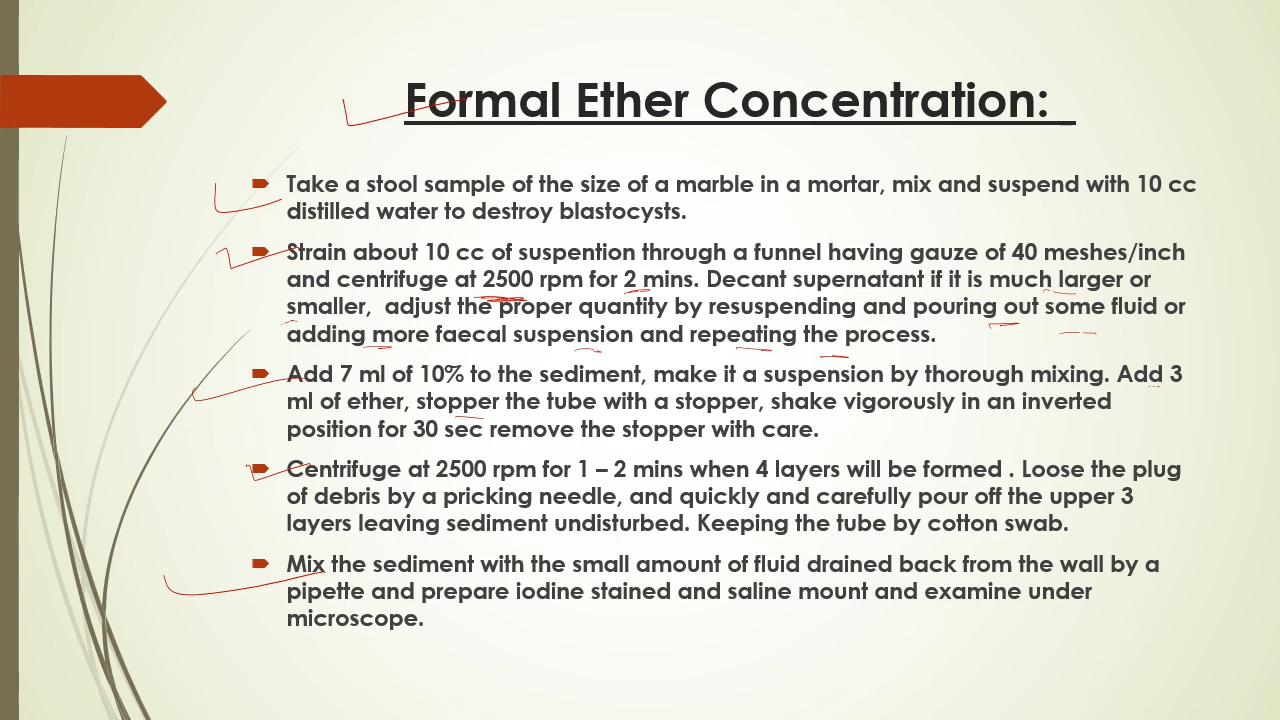 Formal Ether Concentration:
Take a stool sample of the size of a marble in a mortar, mix and suspend with 10 cc
distilled water to destroy blastocysts.
Strain about 10 cc of suspention through a funnel having gauze of 40 meshes/inch
and centrifuge at 2500 rpm for 2 mins. Decant supernatant if it is much larger or
smaller,  adjust the proper quantity by resuspending and pouring out some fluid or
adding more faecal suspension and repeating the process.
Add 7 ml of 10% to the sediment, make it a suspension by thorough mixing. Add 3
ml of ether, stopper the tube with a stopper, shake vigorously in an inverted
position for 30 sec remove the stopper with care.
Centrifuge at 2500 rpm for 1 – 2 mins when 4 layers will be formed . Loose the plug
of debris by a pricking needle, and quickly and carefully pour off the upper 3
layers leaving sediment undisturbed. Keeping the tube by cotton swab.
Mix the sediment with the small amount of fluid drained back from the wall by a
pipette and prepare iodine stained and saline mount and examine under
microscope.